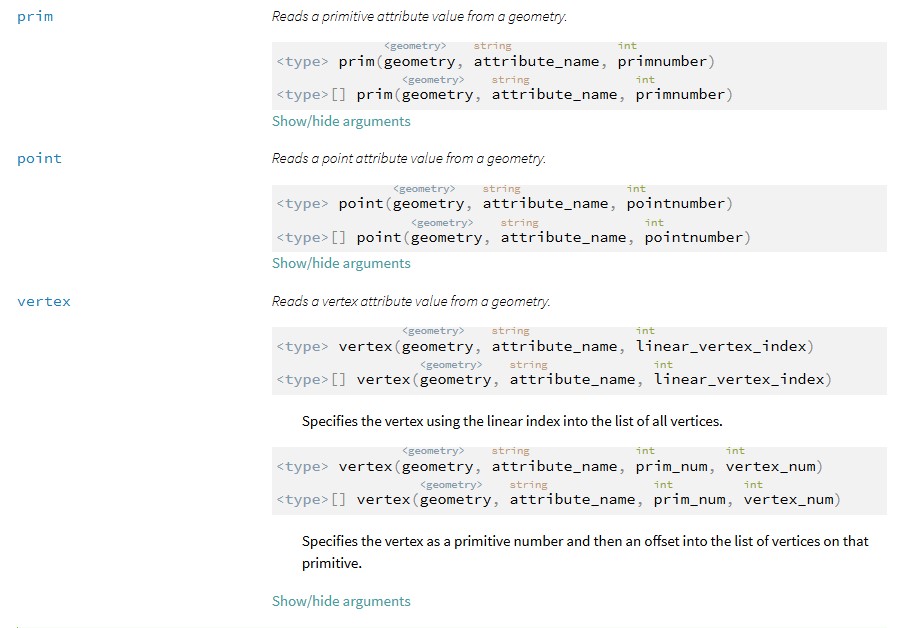 prim Reads a primitive attribute value from a geometry.
<geometry> string int
<type> prim(geometry, attribute_name, primnumber)
<geometry> string int
<type>[] prim(geometry, attribute_name, primnumber)
Show/hide arguments
point Reads a point attribute value from a geometry.
<geometry> string int
<type> point(geometry, attribute_name, pointnumber)
<geometry> string int
<type>[] point(geometry, attribute_name, pointnumber)
Show/hide arguments
vertex Reads a vertex attribute value from a geometry.
<geometry> string int
<type> vertex(geometry, attribute_name, linear_vertex_index)
<geometry> string int
<type>[] vertex(geometry, attribute_name, linear_vertex_index)
Specifies the vertex using the linear index into the list of all vertices.
<geometry> string int int
<type> vertex(geometry, attribute_name, prim_num, vertex_num)
<geometry> string int int
<type>[] vertex(geometry, attribute_name, prim_num, vertex_num)
Specifies the vertex as a primitive number and then an offset into the list of vertices on that
primitive.
Show/hide arguments